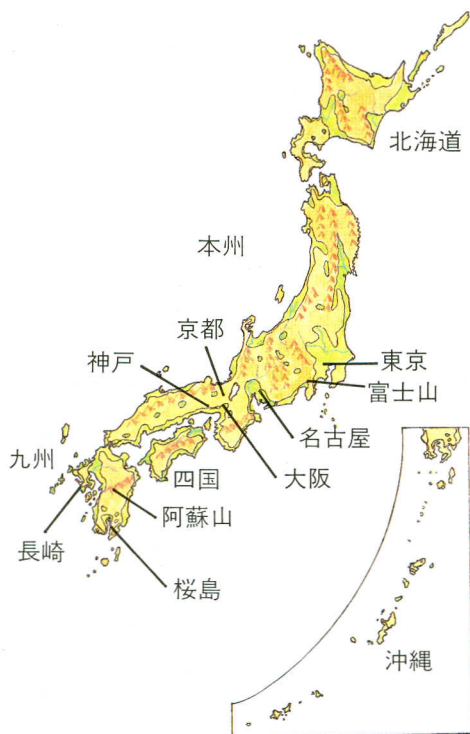 北海道
本州
京都
神戸
東京
富士山
名古屋
九州
四国
大阪
阿蘇山
長崎
桜島
沖縄